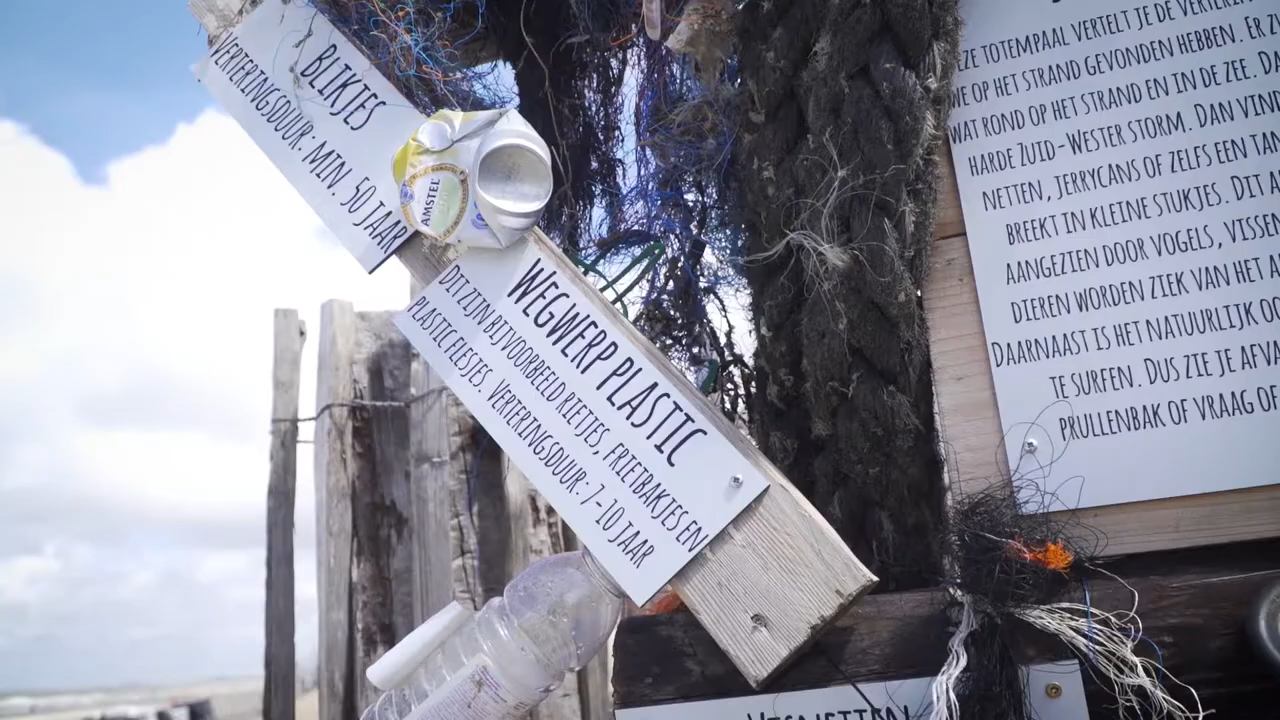 BLIKJES
VERTERINGSDUUR: MIN. 50 JAAR
AMSTEL
WEGWERP PLASTIC
DIT ZIJN BIJVOORBEELD RIETJES, FRIETBAKJES EN
PLASTIC FLESJES. VERTERINGSDUUR: 7-10 JAAR
EZE TOTEMPAAL VERTELT JE DE VERTERIN
WE OP HET STRAND GEVONDEN HEBBEN. ER Z
WAT ROND OP HET STRAND EN IN DE ZEE. DA
HARDE ZUID-WESTER STORM. DAN VIND
NETTEN, JERRYCANS OF ZELFS EEN TAN
BREEKT IN KLEINE STUKJES. DIT A
AANGEZIEN DOOR VOGELS, VISSEN
DIEREN WORDEN ZIEK VAN HET A
DAARNAAST IS HET NATUURLIJK OO
TE SURFEN. DUS ZIE JE AFVA
PRULLENBAK OF VRAAG OF
VISNETTEN